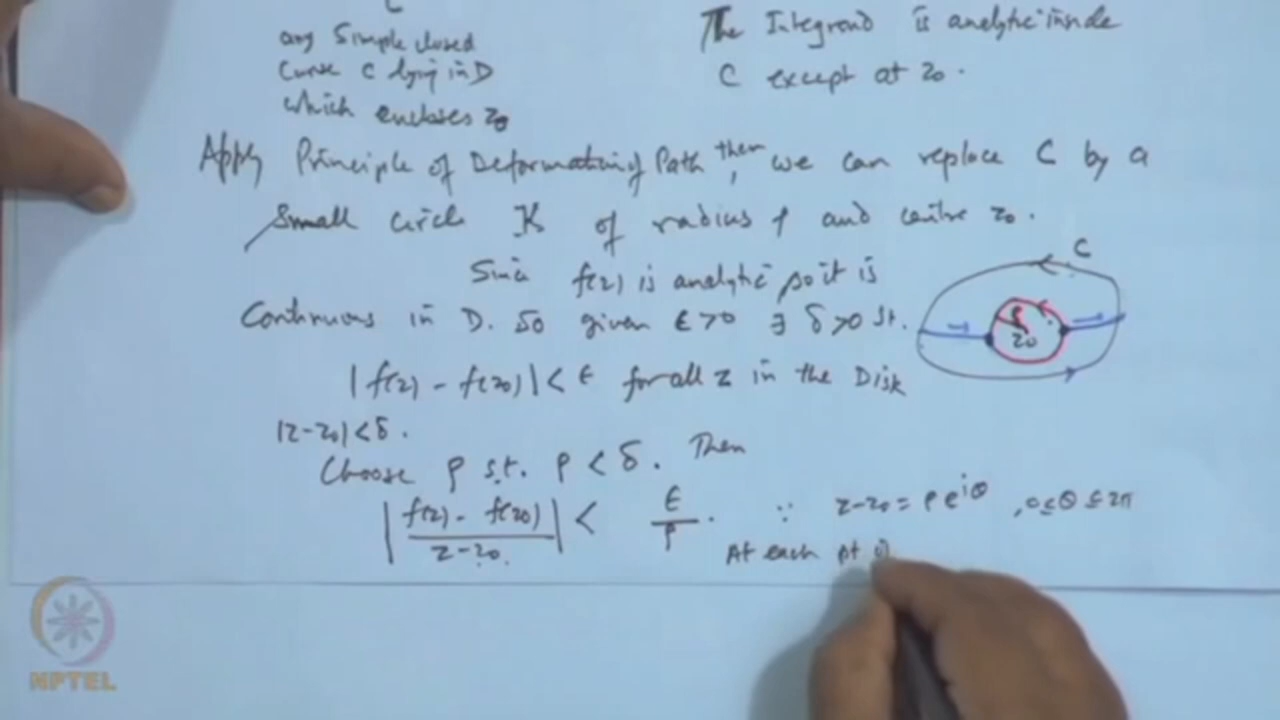 C
any Simple closed
Curve C lying in D
which encloses z₀
The Integrand is analytic inside
C except at z₀.
Apply Principle of Deformation of Path, then we can replace C by a
Small circle K of radius ρ and centre z₀.
Since f(z) is analytic so it is
Continuous in D. So given ε>0 ∃ δ>0 st.
|f(z) - f(z₀)| < ε for all z in the Disk
|z-z₀| < δ.
Choose ρ s.t. ρ < δ. Then
|f(z) - f(z₀) / z-z₀| < ε/ρ. ∵ z-z₀ = ρe^{iθ}, 0≤θ≤2π
At each pt
C
ρ
z₀
NPTEL